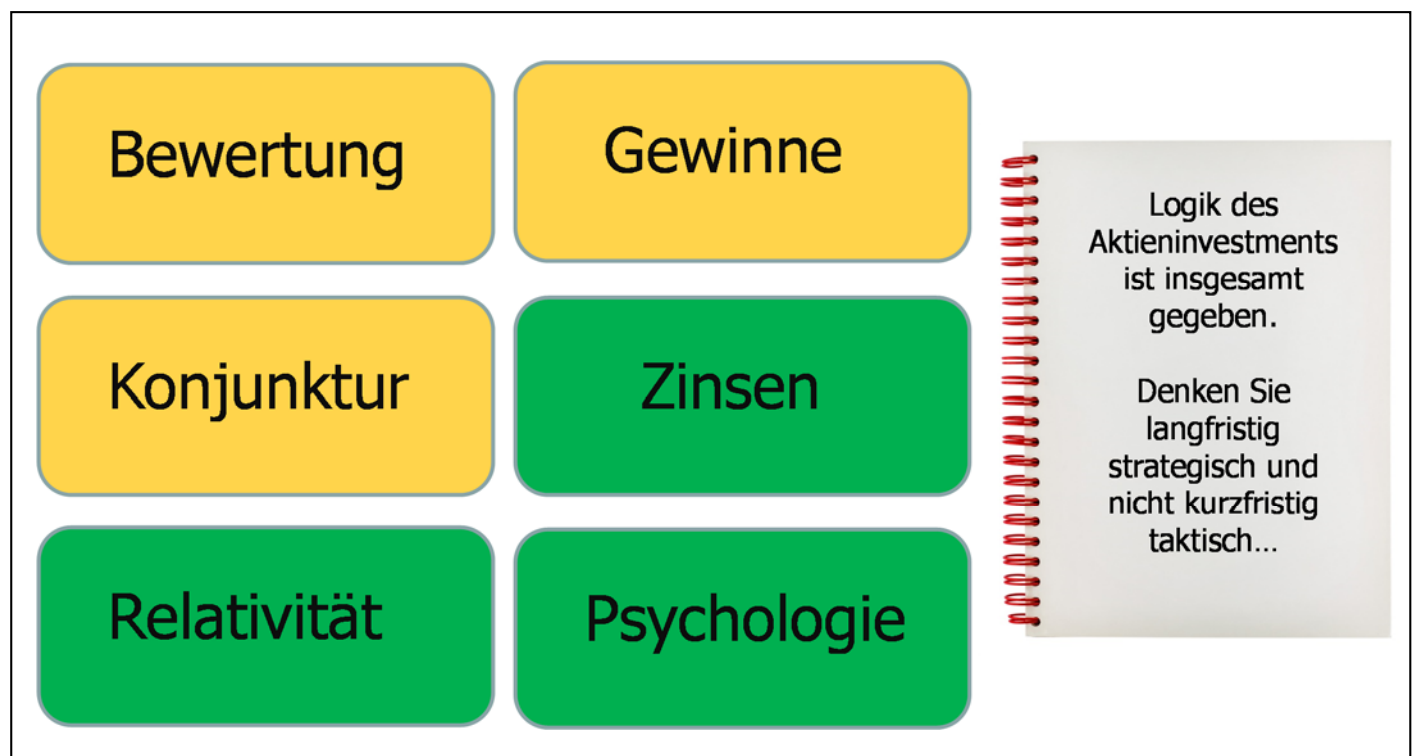 Bewertung
Gewinne
Konjunktur
Zinsen
Relativität
Psychologie
Logik des
Aktieninvestments
ist insgesamt
gegeben.
Denken Sie
langfristig
strategisch und
nicht kurzfristig
taktisch...